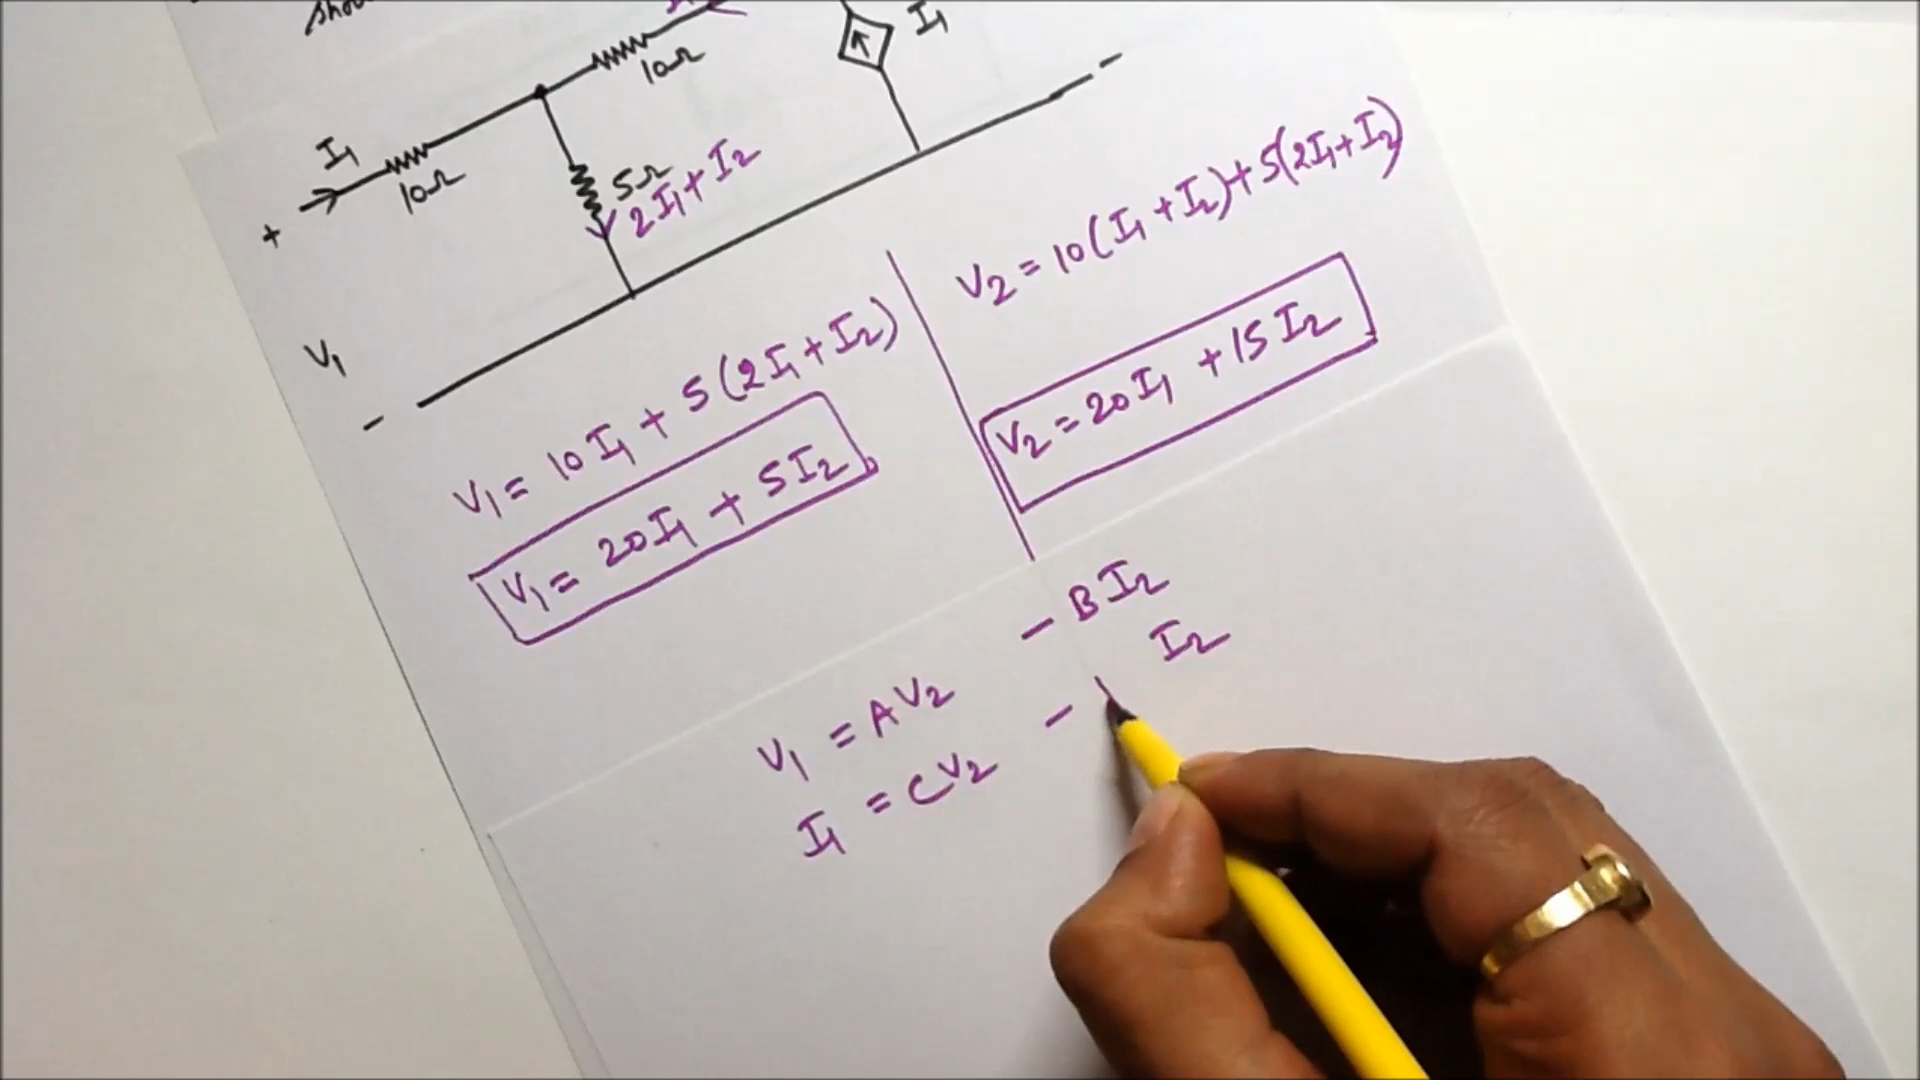 I1
10Ω
I1
10Ω
5Ω
2I1+I2
+
V1
-
V1 = 10I1 + 5(2I1+I2)
V1 = 20I1 + 5I2
V2 = 10(I1+I2)+5(2I1+I2)
V2 = 20I1 + 15I2
V1 = AV2 - BI2
I1 = CV2 - I2